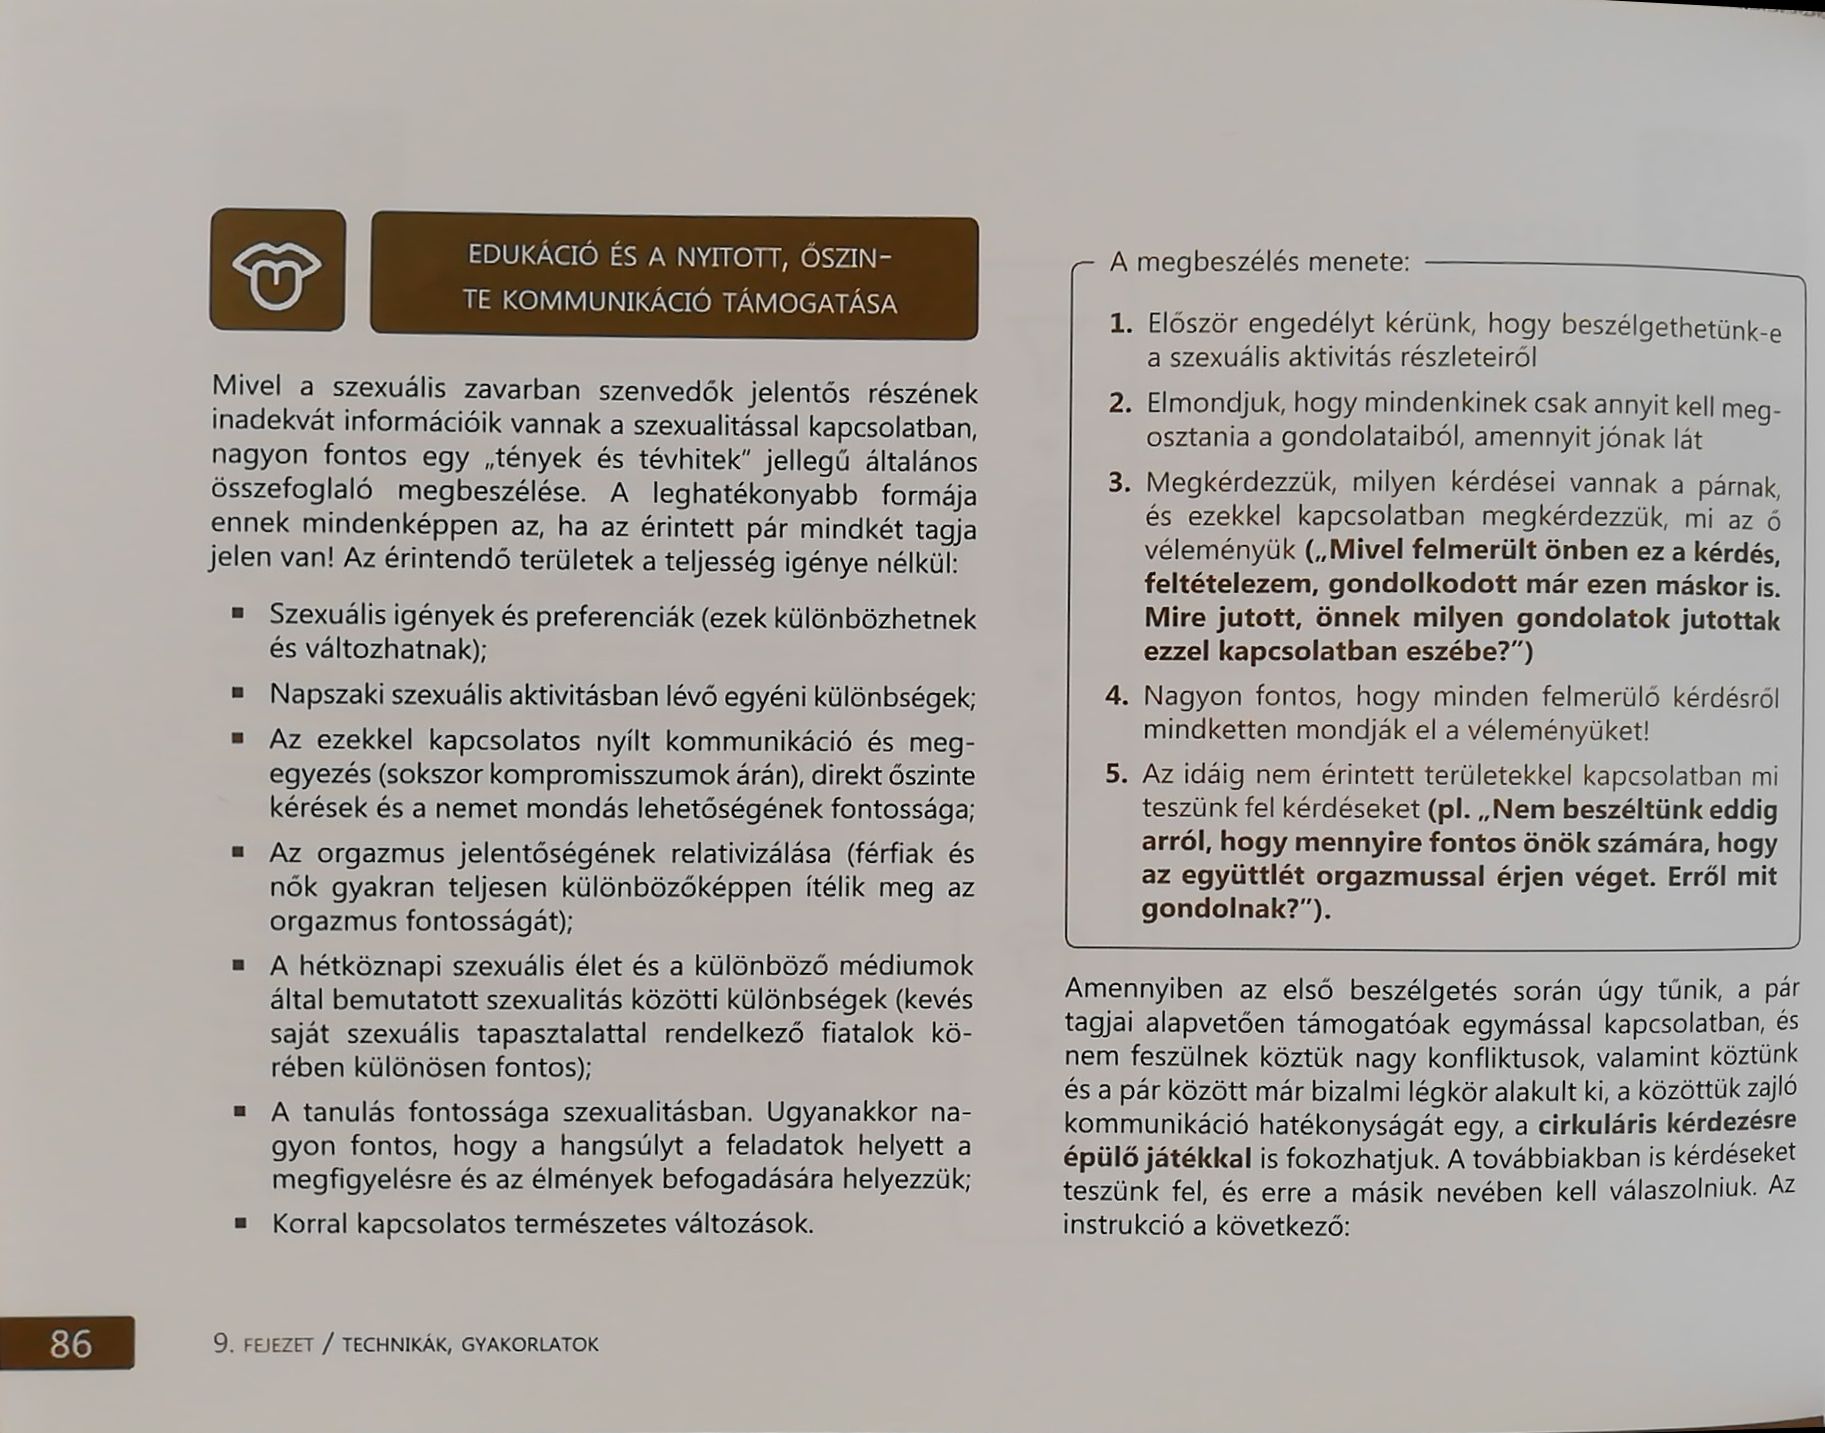 EDUKÁCIÓ ÉS A NYITOTT, ŐSZIN-
TE KOMMUNIKÁCIÓ TÁMOGATÁSA
Mivel a szexuális zavarban szenvedők jelentős részének
inadekvát információik vannak a szexualitással kapcsolatban,
nagyon fontos egy „tények és tévhitek" jellegű általános
összefoglaló megbeszélése. A leghatékonyabb formája
ennek mindenképpen az, ha az érintett pár mindkét tagja
jelen van! Az érintendő területek a teljesség igénye nélkül:
▪ Szexuális igények és preferenciák (ezek különbözhetnek
és változhatnak);
▪ Napszaki szexuális aktivitásban lévő egyéni különbségek;
▪ Az ezekkel kapcsolatos nyílt kommunikáció és meg-
egyezés (sokszor kompromisszumok árán), direkt őszinte
kérések és a nemet mondás lehetőségének fontossága;
▪ Az orgazmus jelentőségének relativizálása (férfiak és
nők gyakran teljesen különbözőképpen ítélik meg az
orgazmus fontosságát);
▪ A hétköznapi szexuális élet és a különböző médiumok
által bemutatott szexualitás közötti különbségek (kevés
saját szexuális tapasztalattal rendelkező fiatalok kö-
rében különösen fontos);
▪ A tanulás fontossága szexualitásban. Ugyanakkor na-
gyon fontos, hogy a hangsúlyt a feladatok helyett a
megfigyelésre és az élmények befogadására helyezzük;
▪ Korral kapcsolatos természetes változások.
A megbeszélés menete:
1. Először engedélyt kérünk, hogy beszélgethetünk-e
a szexuális aktivitás részleteiről
2. Elmondjuk, hogy mindenkinek csak annyit kell meg-
osztania a gondolataiból, amennyit jónak lát
3. Megkérdezzük, milyen kérdései vannak a párnak,
és ezekkel kapcsolatban megkérdezzük, mi az ő
véleményük („Mivel felmerült önben ez a kérdés,
feltételezem, gondolkodott már ezen máskor is.
Mire jutott, önnek milyen gondolatok jutottak
ezzel kapcsolatban eszébe?")
4. Nagyon fontos, hogy minden felmerülő kérdésről
mindketten mondják el a véleményüket!
5. Az idáig nem érintett területekkel kapcsolatban mi
teszünk fel kérdéseket (pl. „Nem beszéltünk eddig
arról, hogy mennyire fontos önök számára, hogy
az együttlét orgazmussal érjen véget. Erről mit
gondolnak?").
Amennyiben az első beszélgetés során úgy tűnik, a pár
tagjai alapvetően támogatóak egymással kapcsolatban, és
nem feszülnek köztük nagy konfliktusok, valamint köztünk
és a pár között már bizalmi légkör alakult ki, a közöttük zajló
kommunikáció hatékonyságát egy, a cirkuláris kérdezésre
épülő játékkal is fokozhatjuk. A továbbiakban is kérdéseket
teszünk fel, és erre a másik nevében kell válaszolniuk. Az
instrukció a következő:
86
9. FEJEZET / TECHNIKÁK, GYAKORLATOK